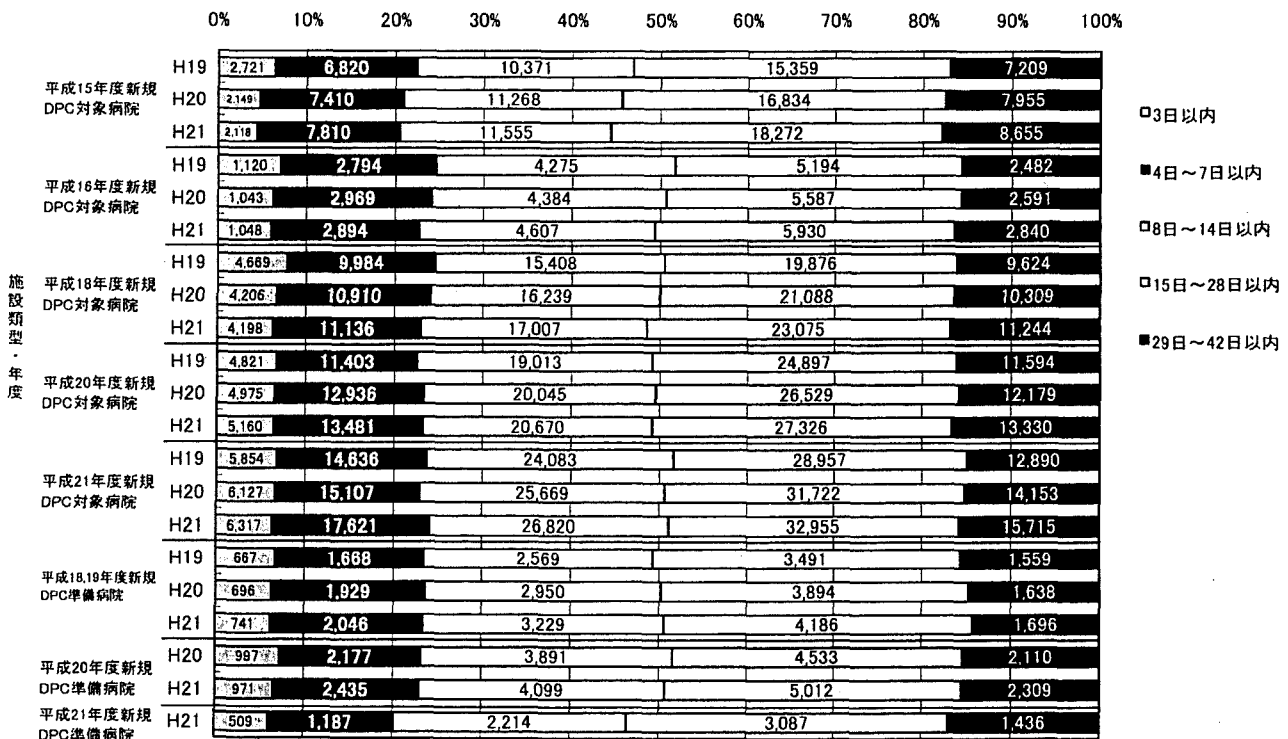 0% 10% 20% 30% 40% 50% 60% 70% 80% 90% 100%
施設類型・年度
平成15年度新規
DPC対象病院
H19 2,721 6,820 10,371 15,359 7,209
H20 2,149 7,410 11,268 16,834 7,955
H21 2,118 7,810 11,555 18,272 8,655
平成16年度新規
DPC対象病院
H19 1,120 2,794 4,275 5,194 2,482
H20 1,043 2,969 4,384 5,587 2,591
H21 1,048 2,894 4,607 5,930 2,840
平成18年度新規
DPC対象病院
H19 4,669 9,984 15,408 19,876 9,624
H20 4,206 10,910 16,239 21,088 10,309
H21 4,198 11,136 17,007 23,075 11,244
平成20年度新規
DPC対象病院
H19 4,821 11,403 19,013 24,897 11,594
H20 4,975 12,936 20,045 26,529 12,179
H21 5,160 13,481 20,670 27,326 13,330
平成21年度新規
DPC対象病院
H19 5,854 14,636 24,083 28,957 12,890
H20 6,127 15,107 25,669 31,722 14,153
H21 6,317 17,621 26,820 32,955 15,715
平成18,19年度新規
DPC準備病院
H19 667 1,668 2,569 3,491 1,559
H20 696 1,929 2,950 3,894 1,638
H21 741 2,046 3,229 4,186 1,696
平成20年度新規
DPC準備病院
H20 997 2,177 3,891 4,533 2,110
H21 971 2,435 4,099 5,012 2,309
平成21年度新規
DPC準備病院
H21 509 1,187 2,214 3,087 1,436
□3日以内
■4日～7日以内
□8日～14日以内
□15日～28日以内
■29日～42日以内